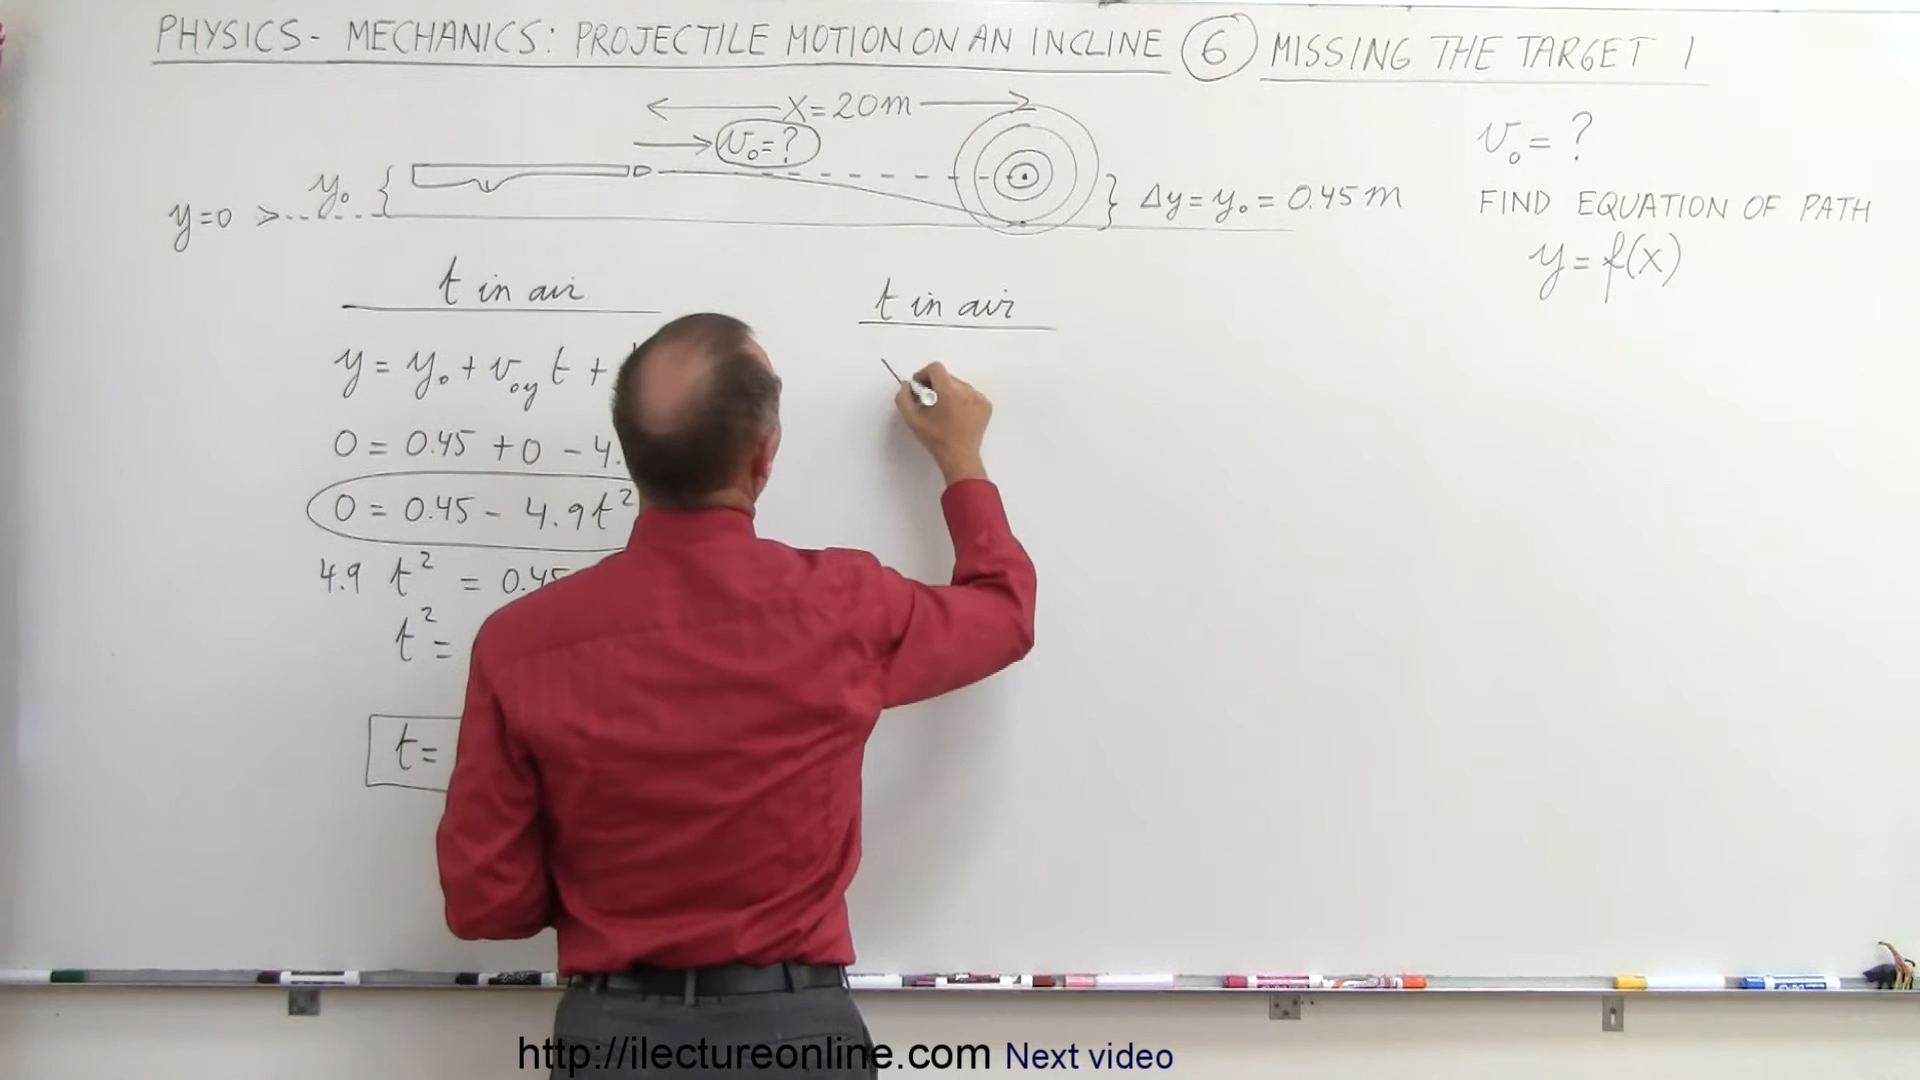 PHYSICS - MECHANICS: PROJECTILE MOTION ON AN INCLINE 6 MISSING THE TARGET 1
X = 20m
v₀ = ?
v₀ = ?
y₀ {
} Δy = y₀ = 0.45 m
y=0 >
FIND EQUATION OF PATH
y = f(x)
t in air
y = y₀ + v₀y t +
0 = 0.45 + 0 - 4.
0 = 0.45 - 4.9t²
4.9 t² = 0.45
t² =
t =
t in air
http://ilectureonline.com Next video